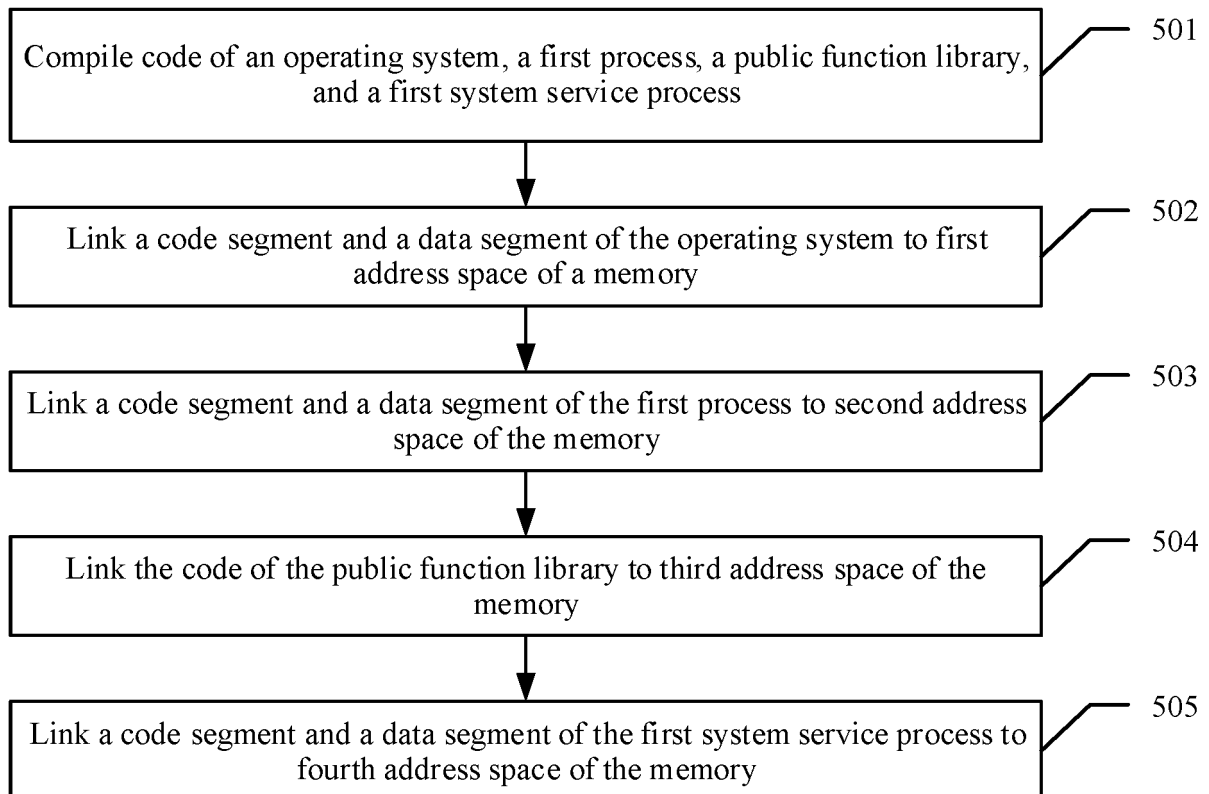 Compile code of an operating system, a first process, a public function library,
and a first system service process
501
Link a code segment and a data segment of the operating system to first
address space of a memory
502
Link a code segment and a data segment of the first process to second address
space of the memory
503
Link the code of the public function library to third address space of the
memory
504
Link a code segment and a data segment of the first system service process to
fourth address space of the memory
505